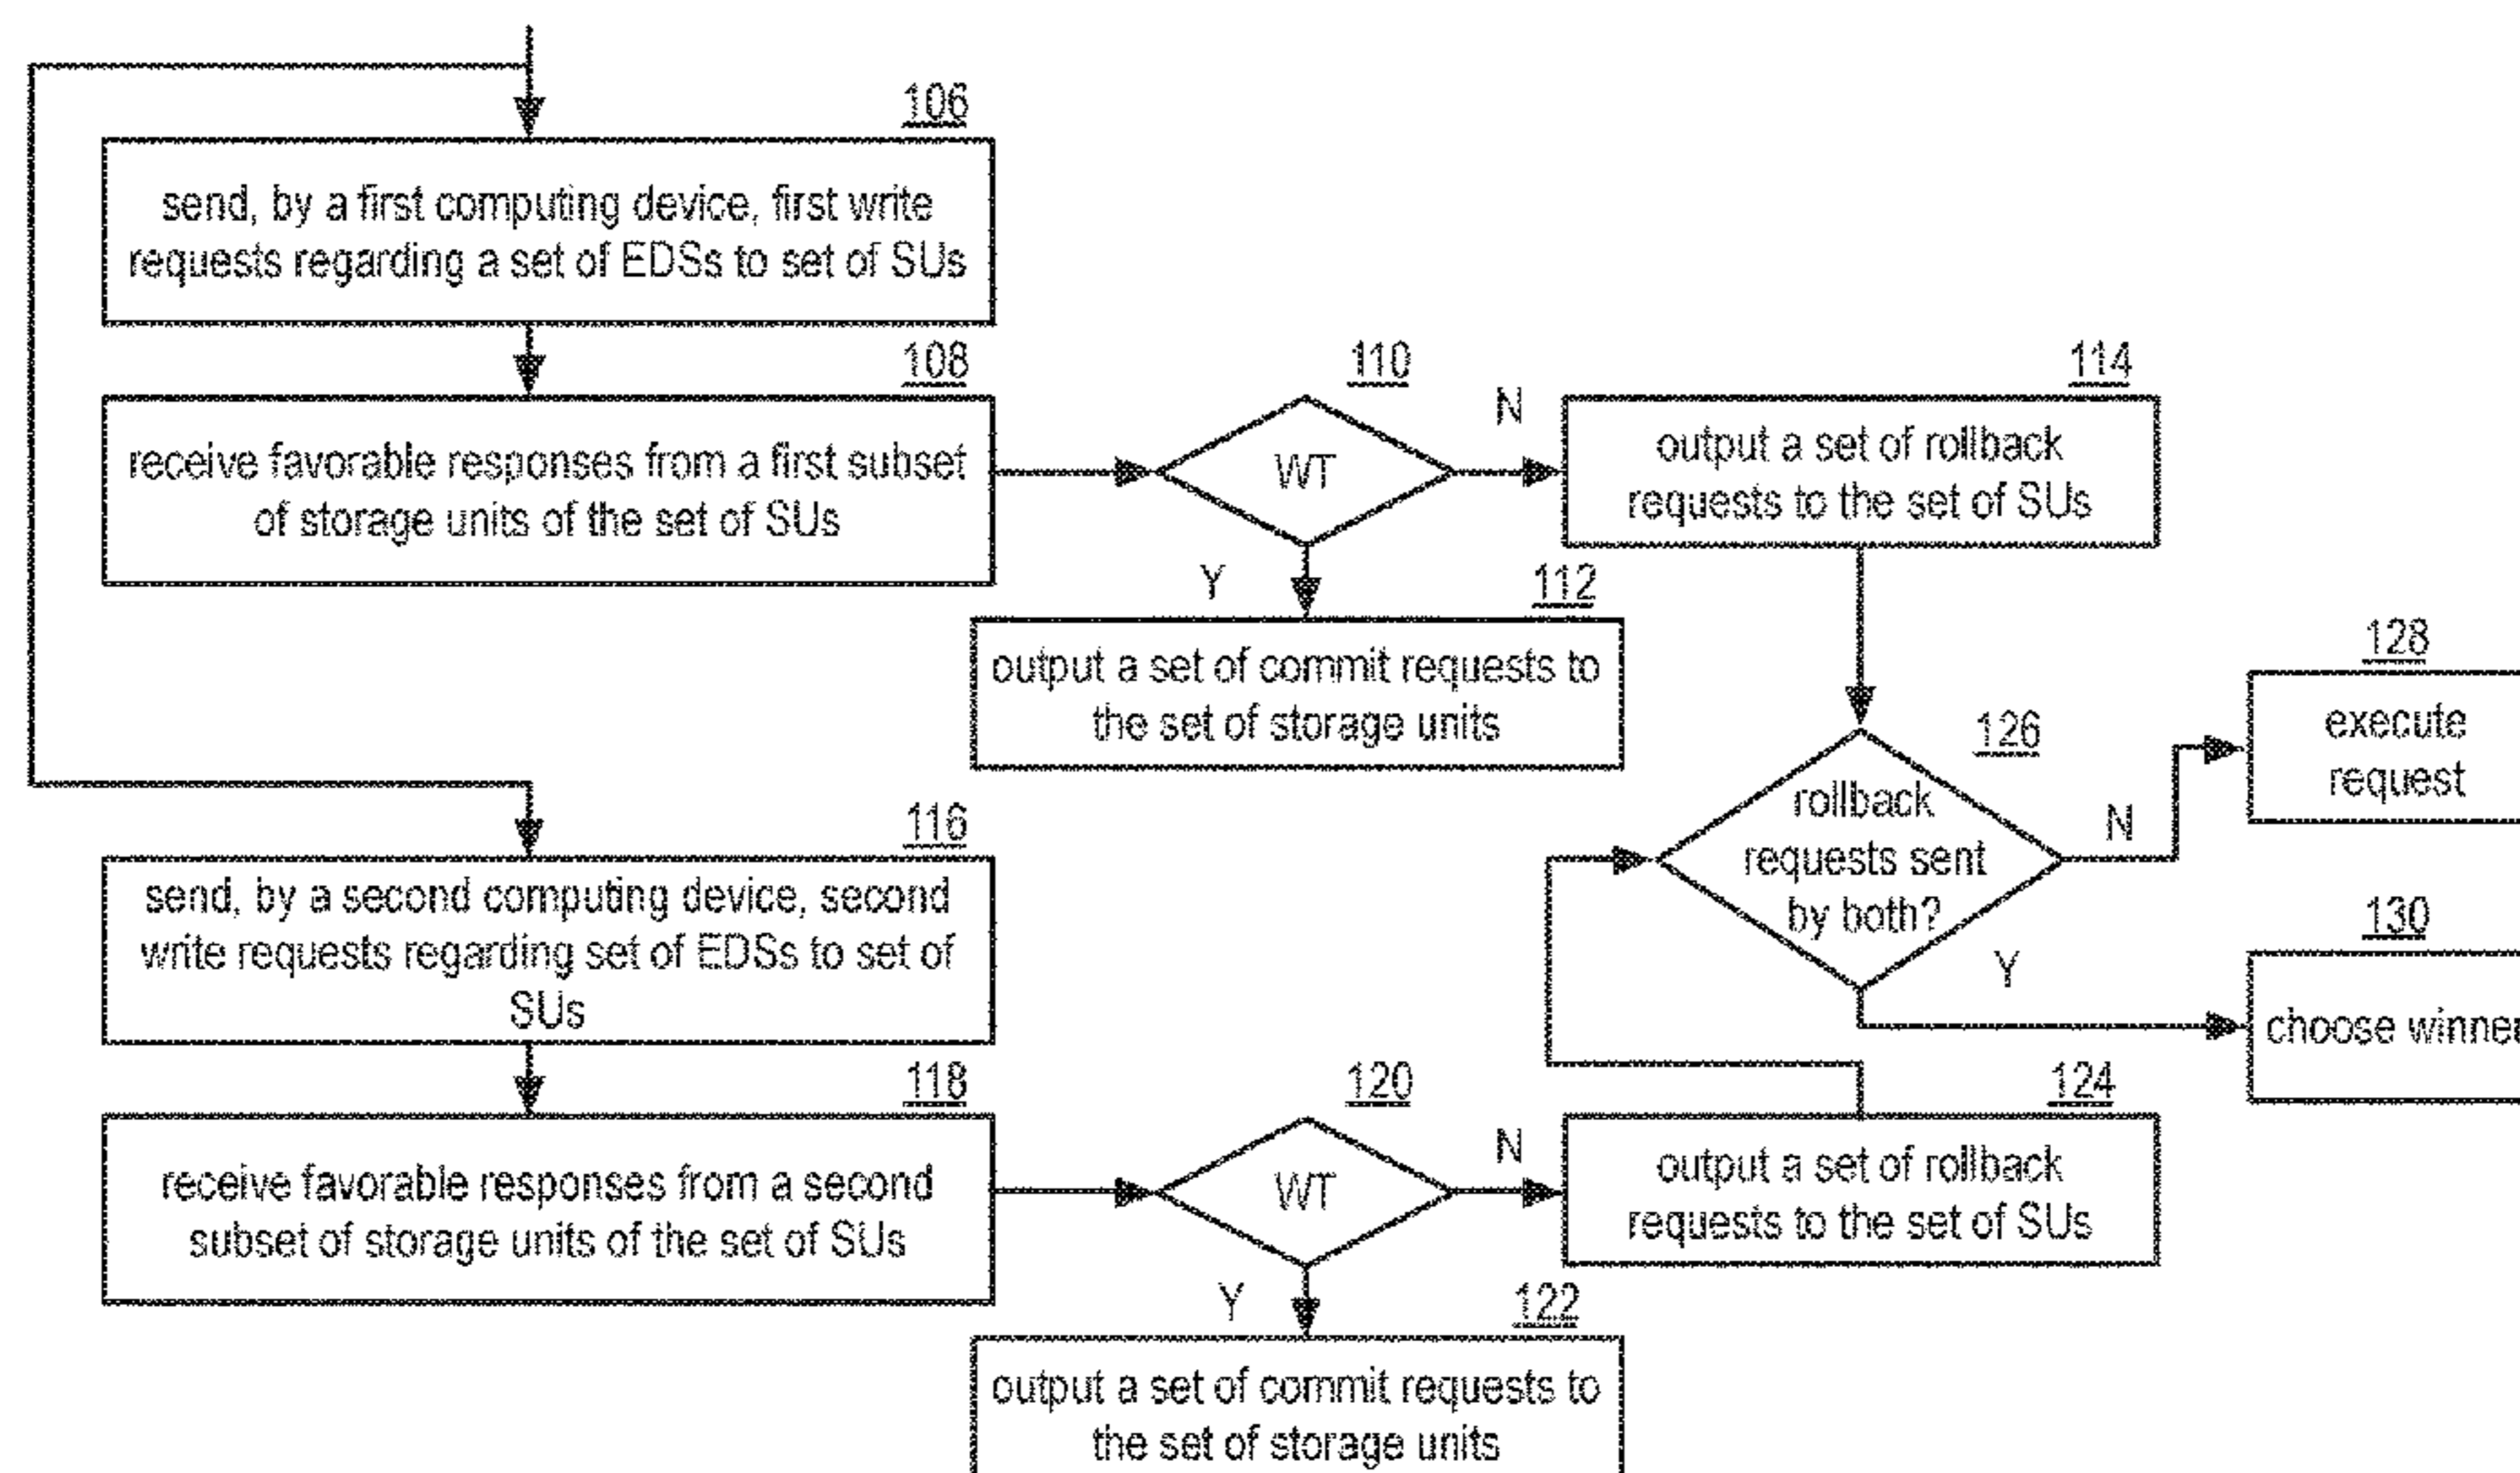 106
send, by a first computing device, first write
requests regarding a set of EDSs to set of SUs
108
receive favorable responses from a first subset
of storage units of the set of SUs
110
WT
N
Y
114
output a set of rollback
requests to the set of SUs
112
output a set of commit requests to
the set of storage units
126
rollback
requests sent
by both?
N
Y
128
execute
request
130
choose winner
116
send, by a second computing device, second
write requests regarding set of EDSs to set of
SUs
118
receive favorable responses from a second
subset of storage units of the set of SUs
120
WT
N
Y
124
output a set of rollback
requests to the set of SUs
122
output a set of commit requests to
the set of storage units